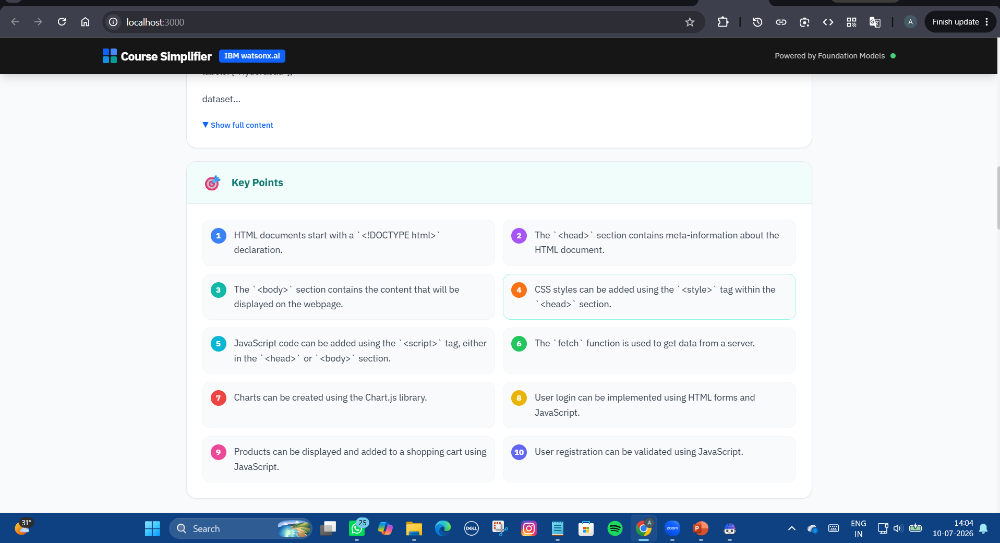 localhost:3000
A
Finish update
Course Simplifier
IBM watsonx.ai
Powered by Foundation Models
dataset...
▼ Show full content
Key Points
1
HTML documents start with a `<!DOCTYPE html>`
declaration.
2
The `<head>` section contains meta-information about the
HTML document.
3
The `<body>` section contains the content that will be
displayed on the webpage.
4
CSS styles can be added using the `<style>` tag within the
`<head>` section.
5
JavaScript code can be added using the `<script>` tag, either
in the `<head>` or `<body>` section.
6
The `fetch` function is used to get data from a server.
7
Charts can be created using the Chart.js library.
8
User login can be implemented using HTML forms and
JavaScript.
9
Products can be displayed and added to a shopping cart using
JavaScript.
10
User registration can be validated using JavaScript.
31°
Search
25
DELL
A
zoom
P
ENG
IN
14:04
10-07-2026